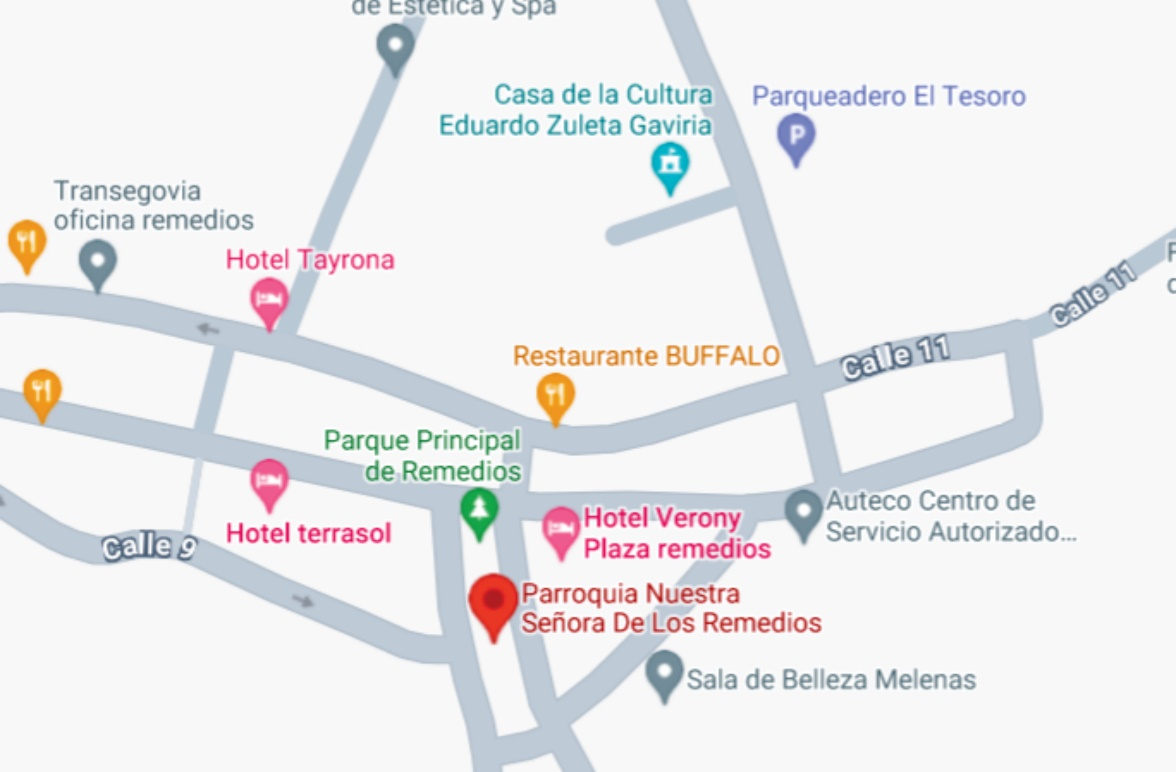 de Estética y Spa
Casa de la Cultura
Eduardo Zuleta Gaviria
Parqueadero El Tesoro
P
Transegovia
oficina remedios
Hotel Tayrona
Calle 11
Restaurante BUFFALO
Calle 11
Parque Principal
de Remedios
Hotel terrasol
Hotel Verony
Plaza remedios
Auteco Centro de
Servicio Autorizado...
Calle 9
Parroquia Nuestra
Señora De Los Remedios
Sala de Belleza Melenas